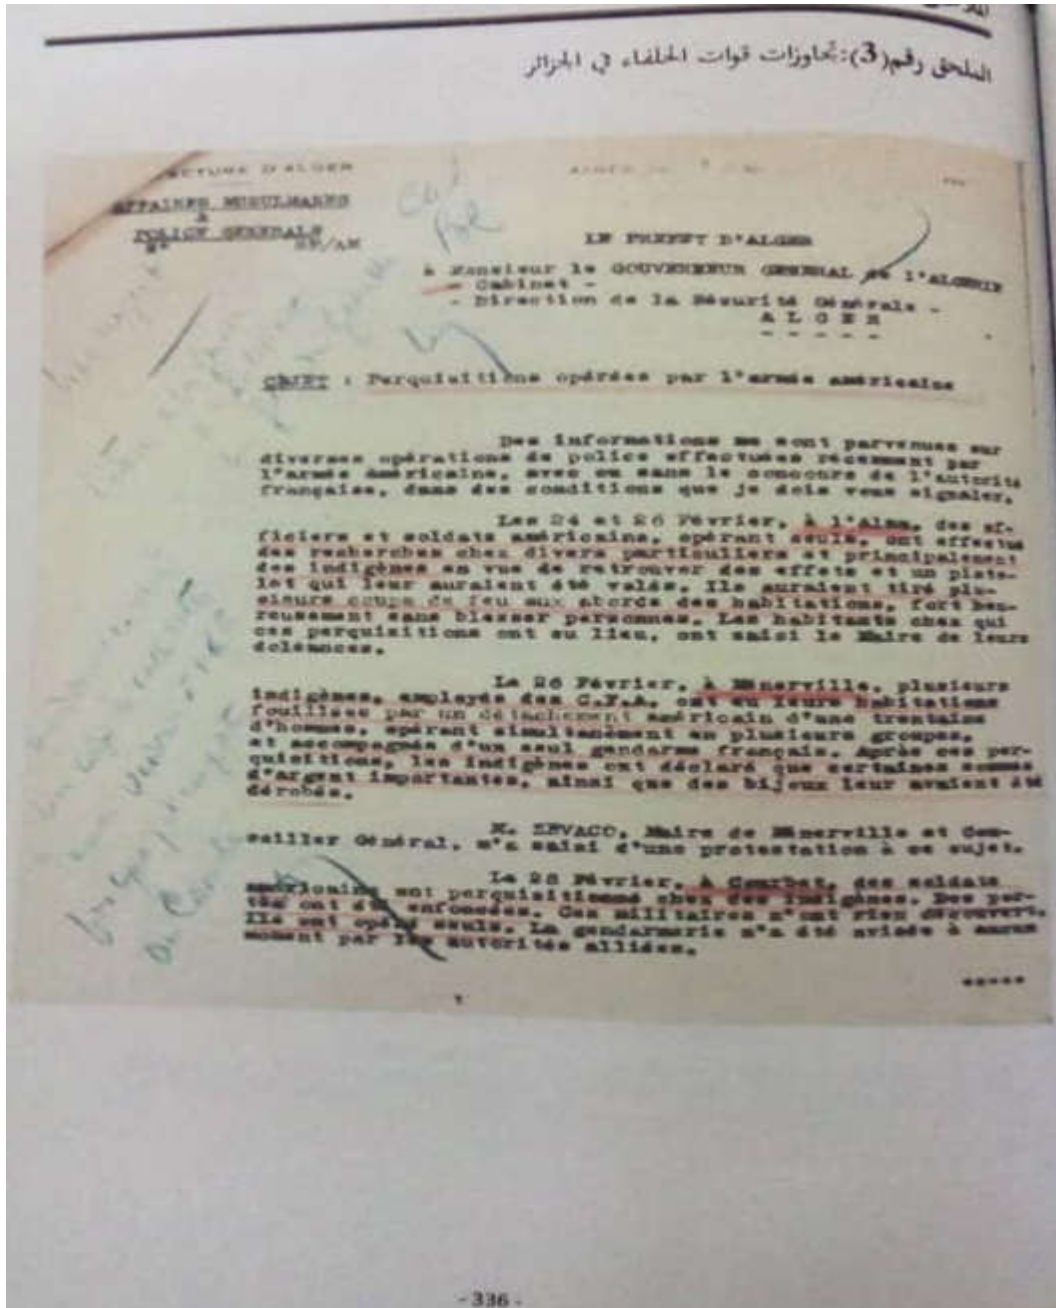 الملحق رقم(3):تجاوزات قوات الحلفاء في الجزائر
D'ALGER
AFFAIRES MUSULMANES
&
POLICE GENERALE
N° /AM
LE PREFET D'ALGER
à Monsieur le GOUVERNEUR GENERAL de l'ALGERIE
- Cabinet -
- Direction de la Sécurité Générale -
A L G E R
- - - - -
OBJET : Perquisitions opérées par l'armée américaine
Des informations me sont parvenues sur
diverses opérations de police effectuées récemment par
l'armée américaine, avec ou sans le concours de l'autorité
française, dans des conditions que je dois vous signaler.
Les 24 et 26 Février, à l'Alma, des of-
ficiers et soldats américains, opérant seuls, ont effectué
des recherches chez divers particuliers et principalement
des indigènes en vue de retrouver des effets et un pisto-
let qui leur auraient été volés. Ils auraient tiré plu-
sieurs coups de feu aux abords des habitations, fort heu-
reusement sans blesser personnes. Les habitants chez qui
ces perquisitions ont eu lieu, ont saisi le Maire de leurs
doleances.
Le 26 Février, à Ménerville, plusieurs
indigènes, employés des C.F.A. ont eu leurs habitations
fouillées par un détachement américain d'une trentaine
d'hommes, opérant simultanément en plusieurs groupes,
et accompagnés d'un seul gendarme français. Après ces per-
quisitions, les indigènes ont déclaré que certaines sommes
d'argent importantes, ainsi que des bijoux leur avaient été
dérobés.
M. ZEVACO, Maire de Ménerville et Con-
seiller Général, m'a saisi d'une protestation à ce sujet.
Le 28 Février, à Courbet, des soldats
américains ont perquisitionné chez des indigènes. Des por-
tes ont été enfoncées. Ces militaires n'ont rien découvert.
Ils ont opéré seuls. La gendarmerie n'a été avisée à aucun
moment par les autorités alliées.
.....
- 336 -